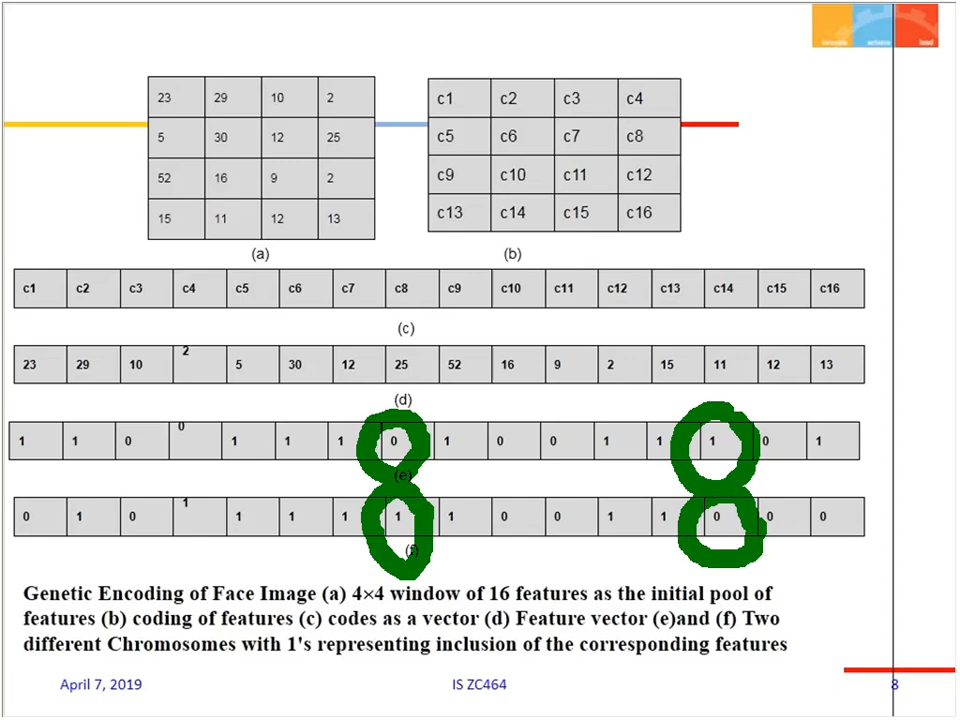 23 29 10 2
5 30 12 25
52 16 9 2
15 11 12 13
(a)
c1 c2 c3 c4
c5 c6 c7 c8
c9 c10 c11 c12
c13 c14 c15 c16
(b)
c1 c2 c3 c4 c5 c6 c7 c8 c9 c10 c11 c12 c13 c14 c15 c16
(c)
23 29 10 2 5 30 12 25 52 16 9 2 15 11 12 13
(d)
1 1 0 0 1 1 1 0 1 0 0 1 1 1 0 1
(e)
0 1 0 1 1 1 1 1 1 0 0 1 1 0 0 0
(f)
Genetic Encoding of Face Image (a) 4×4 window of 16 features as the initial pool of
features (b) coding of features (c) codes as a vector (d) Feature vector (e)and (f) Two
different Chromosomes with 1's representing inclusion of the corresponding features
April 7, 2019 IS ZC464 8